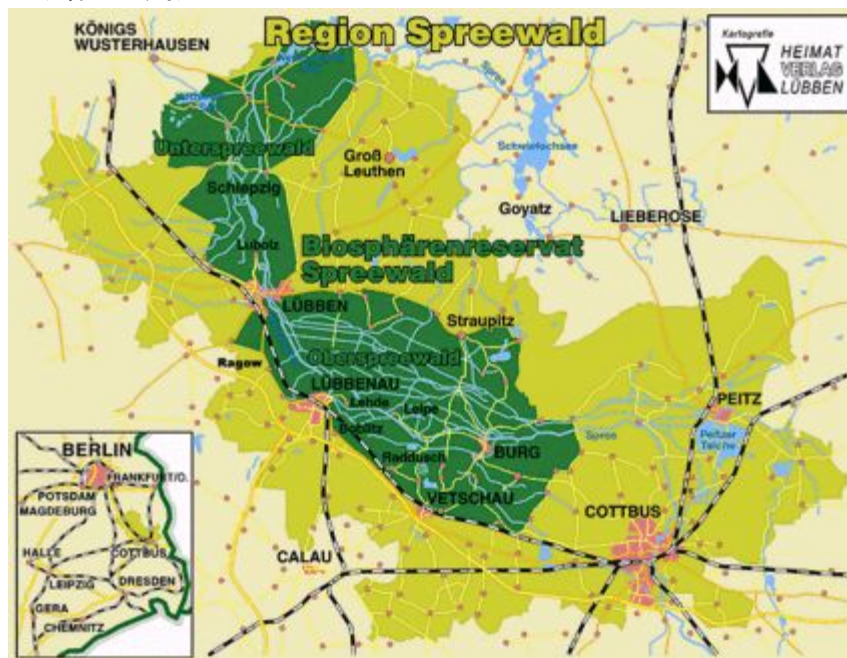 Region Spreewald
Kartografie
HEIMAT
VERLAG
LÜBBEN
KÖNIGS
WUSTERHAUSEN
Spree
Unterspreewald
Groß
Leuthen
Schwielochsee
Schlepzig
Goyatz
LIEBEROSE
Lubolz
Biosphärenreservat
Spreewald
LÜBBEN
Straupitz
Oberspreewald
Ragow
LÜBBENAU
Lehde
Leipe
Boblitz
PEITZ
Peitzer
Teiche
Spree
BURG
Raddusch
VETSCHAU
COTTBUS
CALAU
BERLIN
FRANKFURT/O.
POTSDAM
MAGDEBURG
HALLE
COTTBUS
LEIPZIG
DRESDEN
GERA
CHEMNITZ